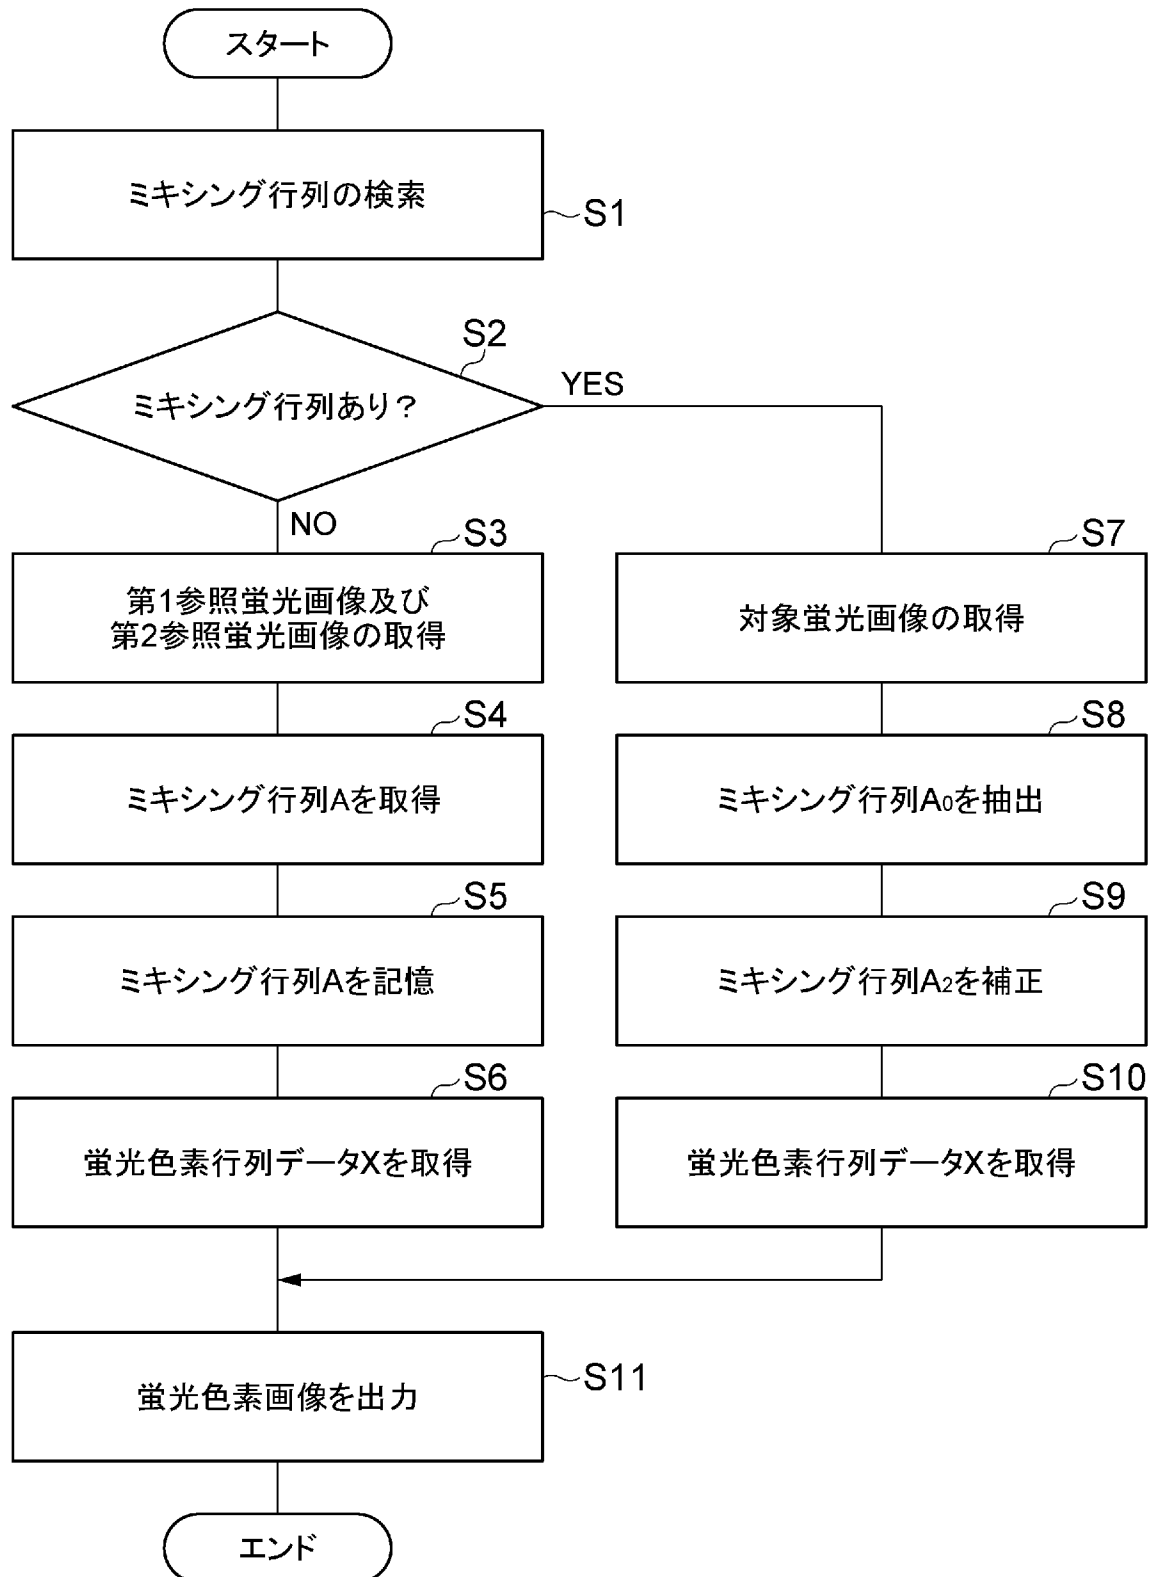 スタート
ミキシング行列の検索
S1
S2
ミキシング行列あり？
YES
NO
S3
第1参照蛍光画像及び
第2参照蛍光画像の取得
S4
ミキシング行列Aを取得
S5
ミキシング行列Aを記憶
S6
蛍光色素行列データXを取得
S7
対象蛍光画像の取得
S8
ミキシング行列A₀を抽出
S9
ミキシング行列A₂を補正
S10
蛍光色素行列データXを取得
蛍光色素画像を出力
S11
エンド